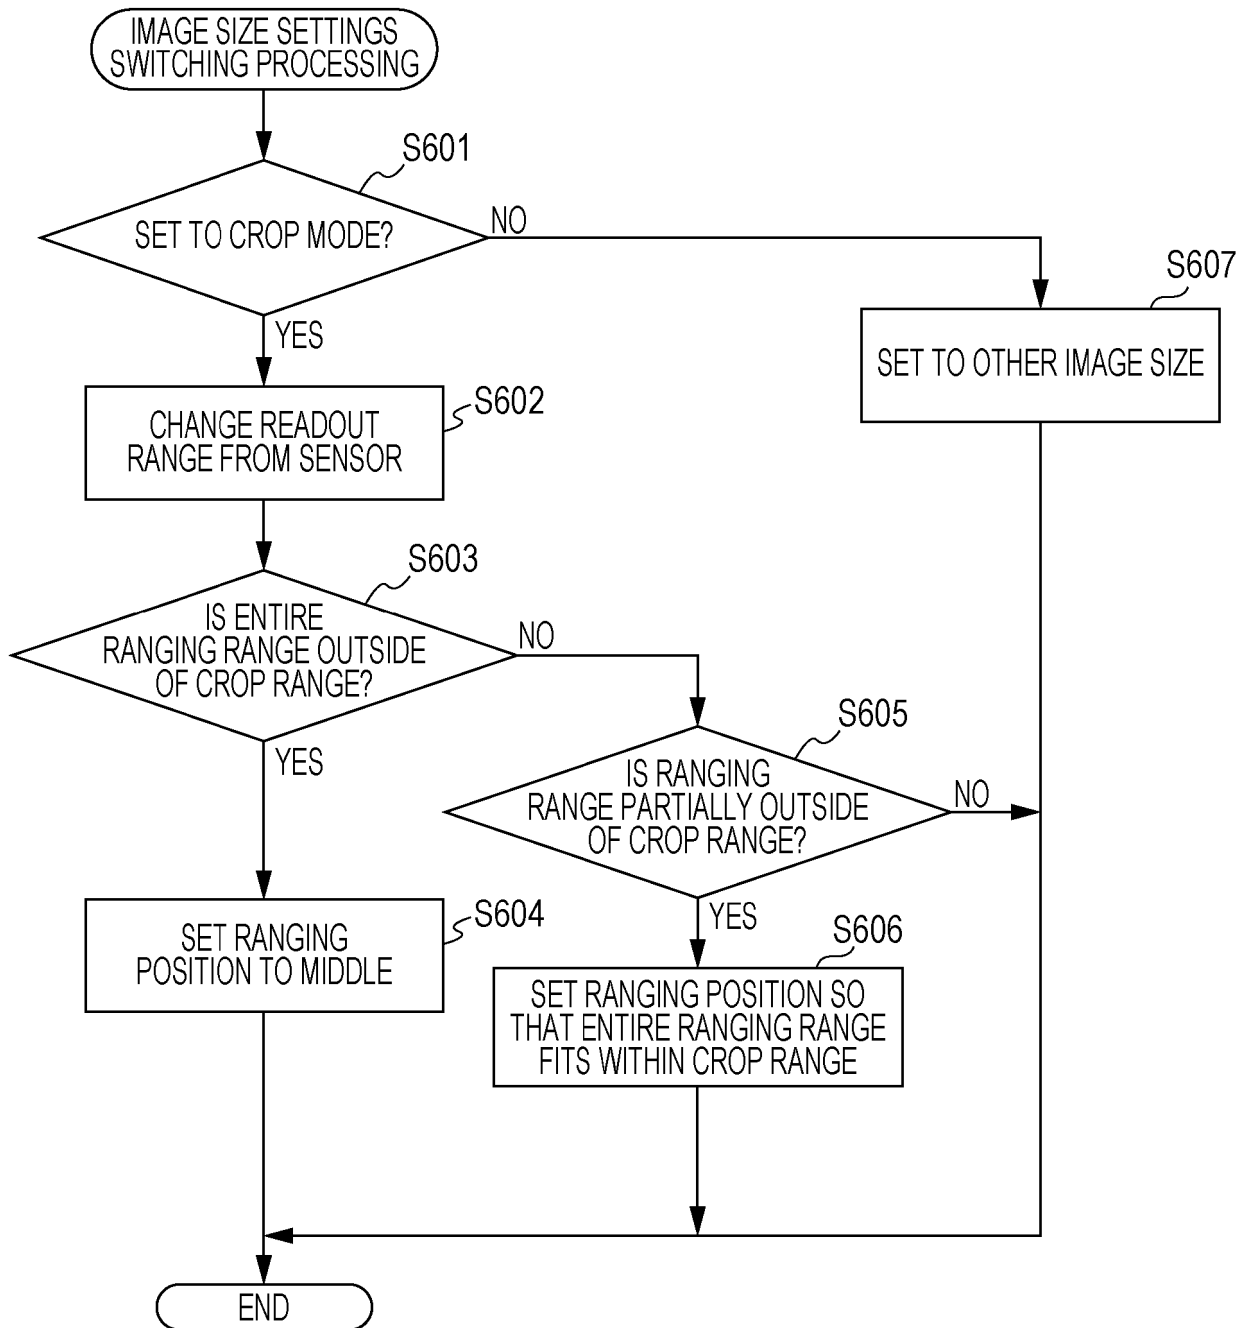 IMAGE SIZE SETTINGS
SWITCHING PROCESSING
S601
SET TO CROP MODE?
NO
YES
S607
SET TO OTHER IMAGE SIZE
S602
CHANGE READOUT
RANGE FROM SENSOR
S603
IS ENTIRE
RANGING RANGE OUTSIDE
OF CROP RANGE?
NO
YES
S605
IS RANGING
RANGE PARTIALLY OUTSIDE
OF CROP RANGE?
NO
YES
S604
SET RANGING
POSITION TO MIDDLE
S606
SET RANGING POSITION SO
THAT ENTIRE RANGING RANGE
FITS WITHIN CROP RANGE
END